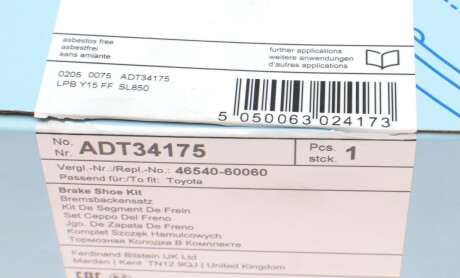 asbestos free
asbestfrei
sans amiante
further applications
weitere anwendungen
d'autres applications
0205 0075 ADT34175
LPB Y15 FF SL850
5 050063 024173
No.
Nr. ADT34175
Pcs.
stck. 1
Vergl.-Nr./Repl.-No.: 46540-60060
Passend für:/To fit: Toyota
Brake Shoe Kit
Bremsbackensatz
Kit De Segment De Frein
Set Ceppo Del Freno
Jgo. De Zapata De Freno
Komplet Szczęk Hamulcowych
Тормозная Колодка В Комплекте
Ferdinand Bilstein UK Ltd
Marden | Kent TN12 9QJ | United Kingdom
EAC